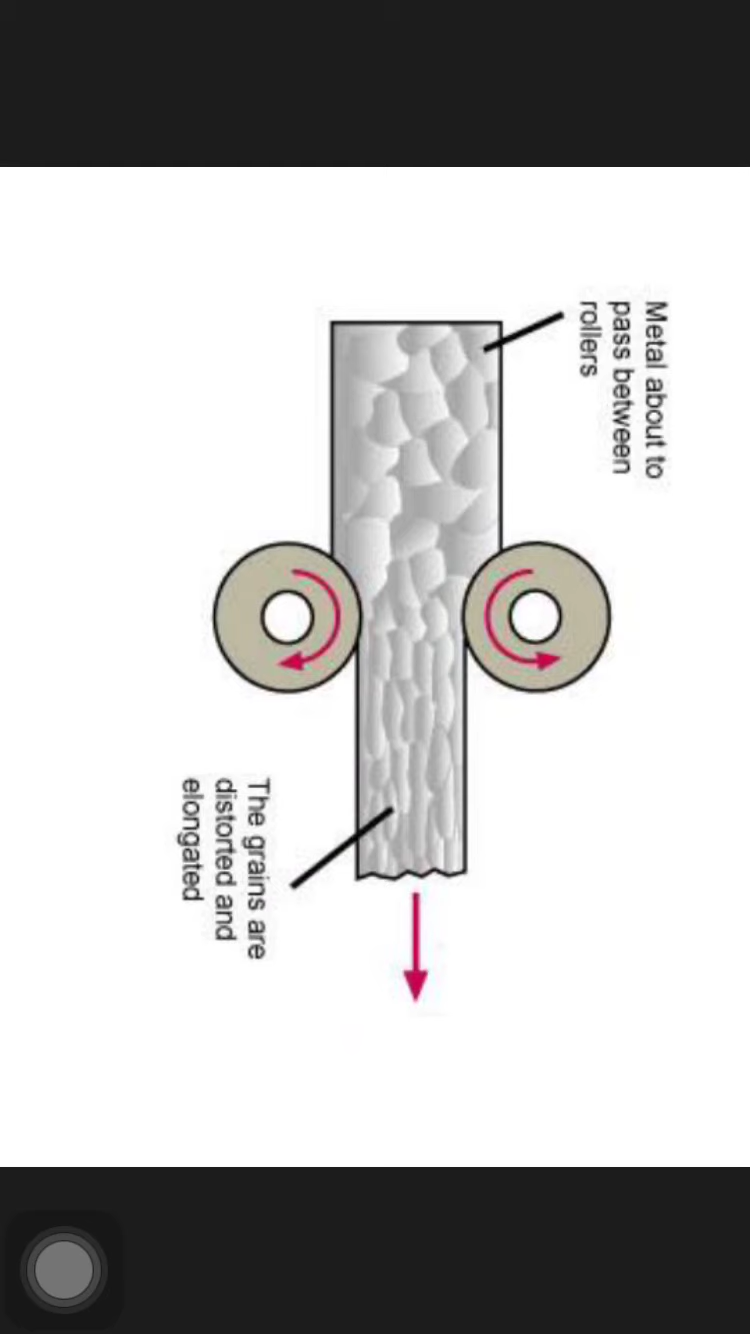 Metal about to
pass between
rollers
The grains are
distorted and
elongated